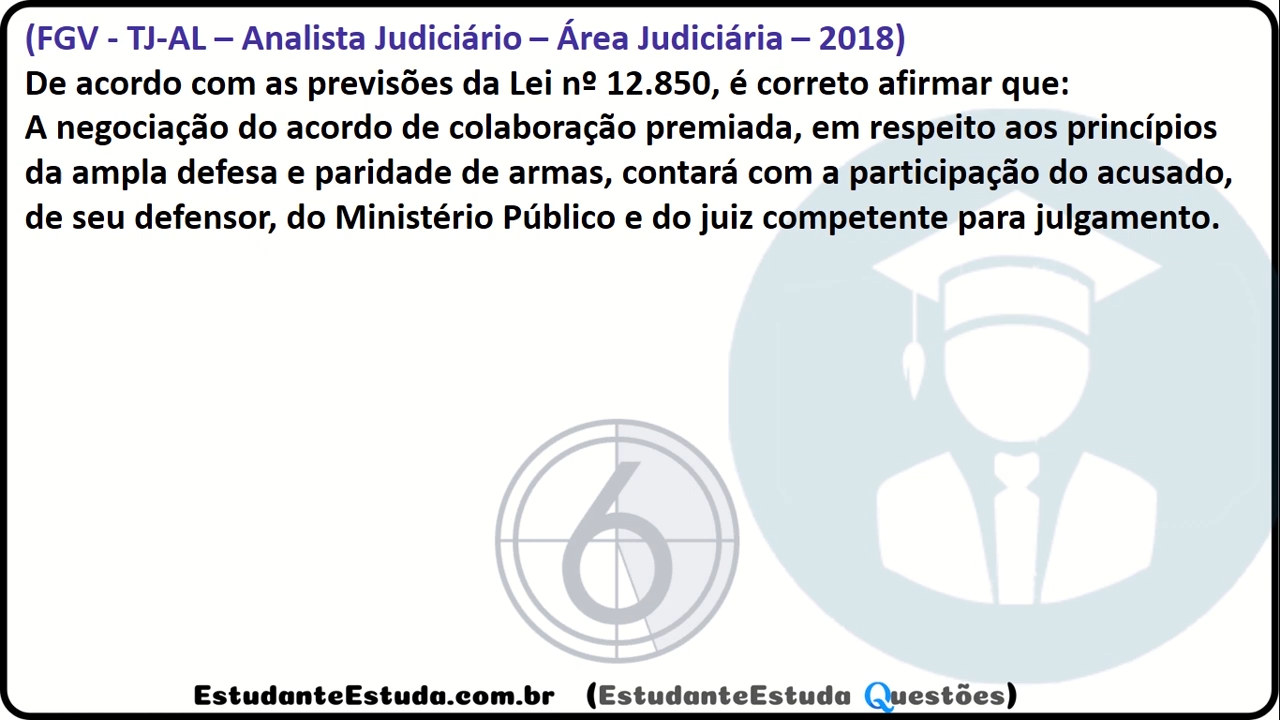 (FGV - TJ-AL – Analista Judiciário – Área Judiciária – 2018)
De acordo com as previsões da Lei nº 12.850, é correto afirmar que:
A negociação do acordo de colaboração premiada, em respeito aos princípios
da ampla defesa e paridade de armas, contará com a participação do acusado,
de seu defensor, do Ministério Público e do juiz competente para julgamento.
6
EstudanteEstuda.com.br (EstudanteEstuda Questões)